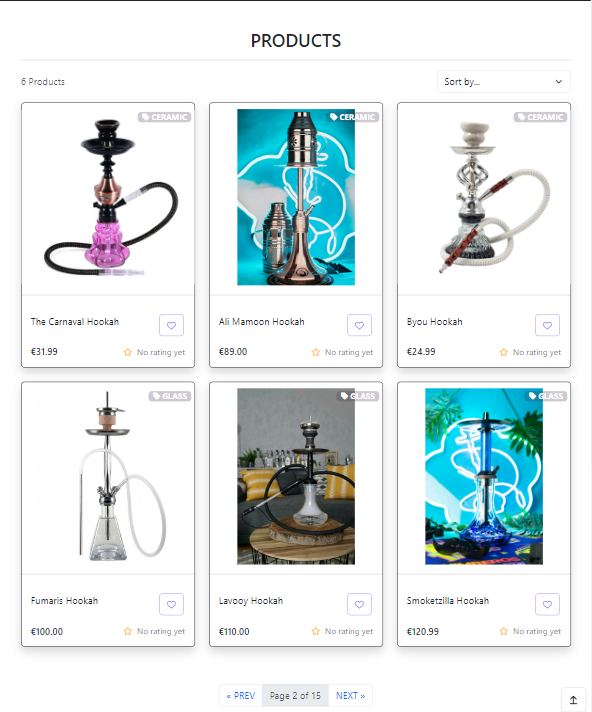 PRODUCTS
6 Products
Sort by...
CERAMIC
CERAMIC
CERAMIC
The Carnaval Hookah
Ali Mamoon Hookah
Byou Hookah
€31.99
No rating yet
€89.00
No rating yet
€24.99
No rating yet
GLASS
GLASS
GLASS
Fumaris Hookah
Lavooy Hookah
Smoketzilla Hookah
€100.00
No rating yet
€110.00
No rating yet
€120.99
No rating yet
« PREV
Page 2 of 15
NEXT »